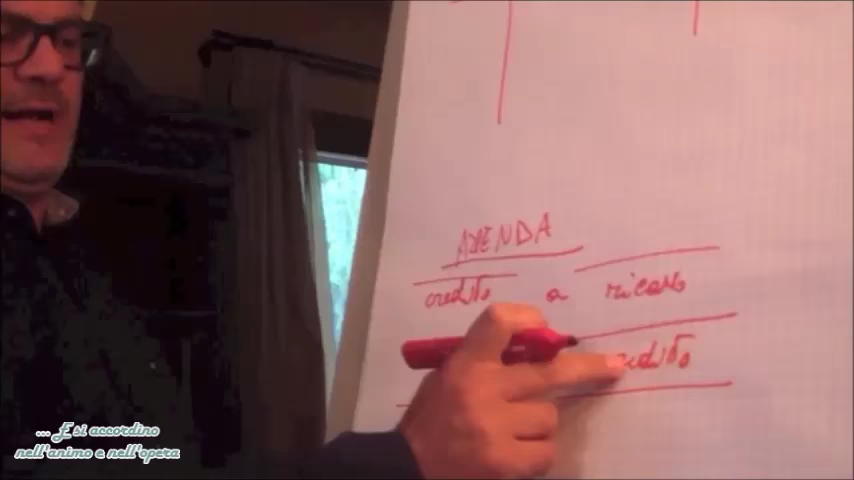 AZIENDA
credito a ricavo
credito
... E si accordino
nell'animo e nell'opera